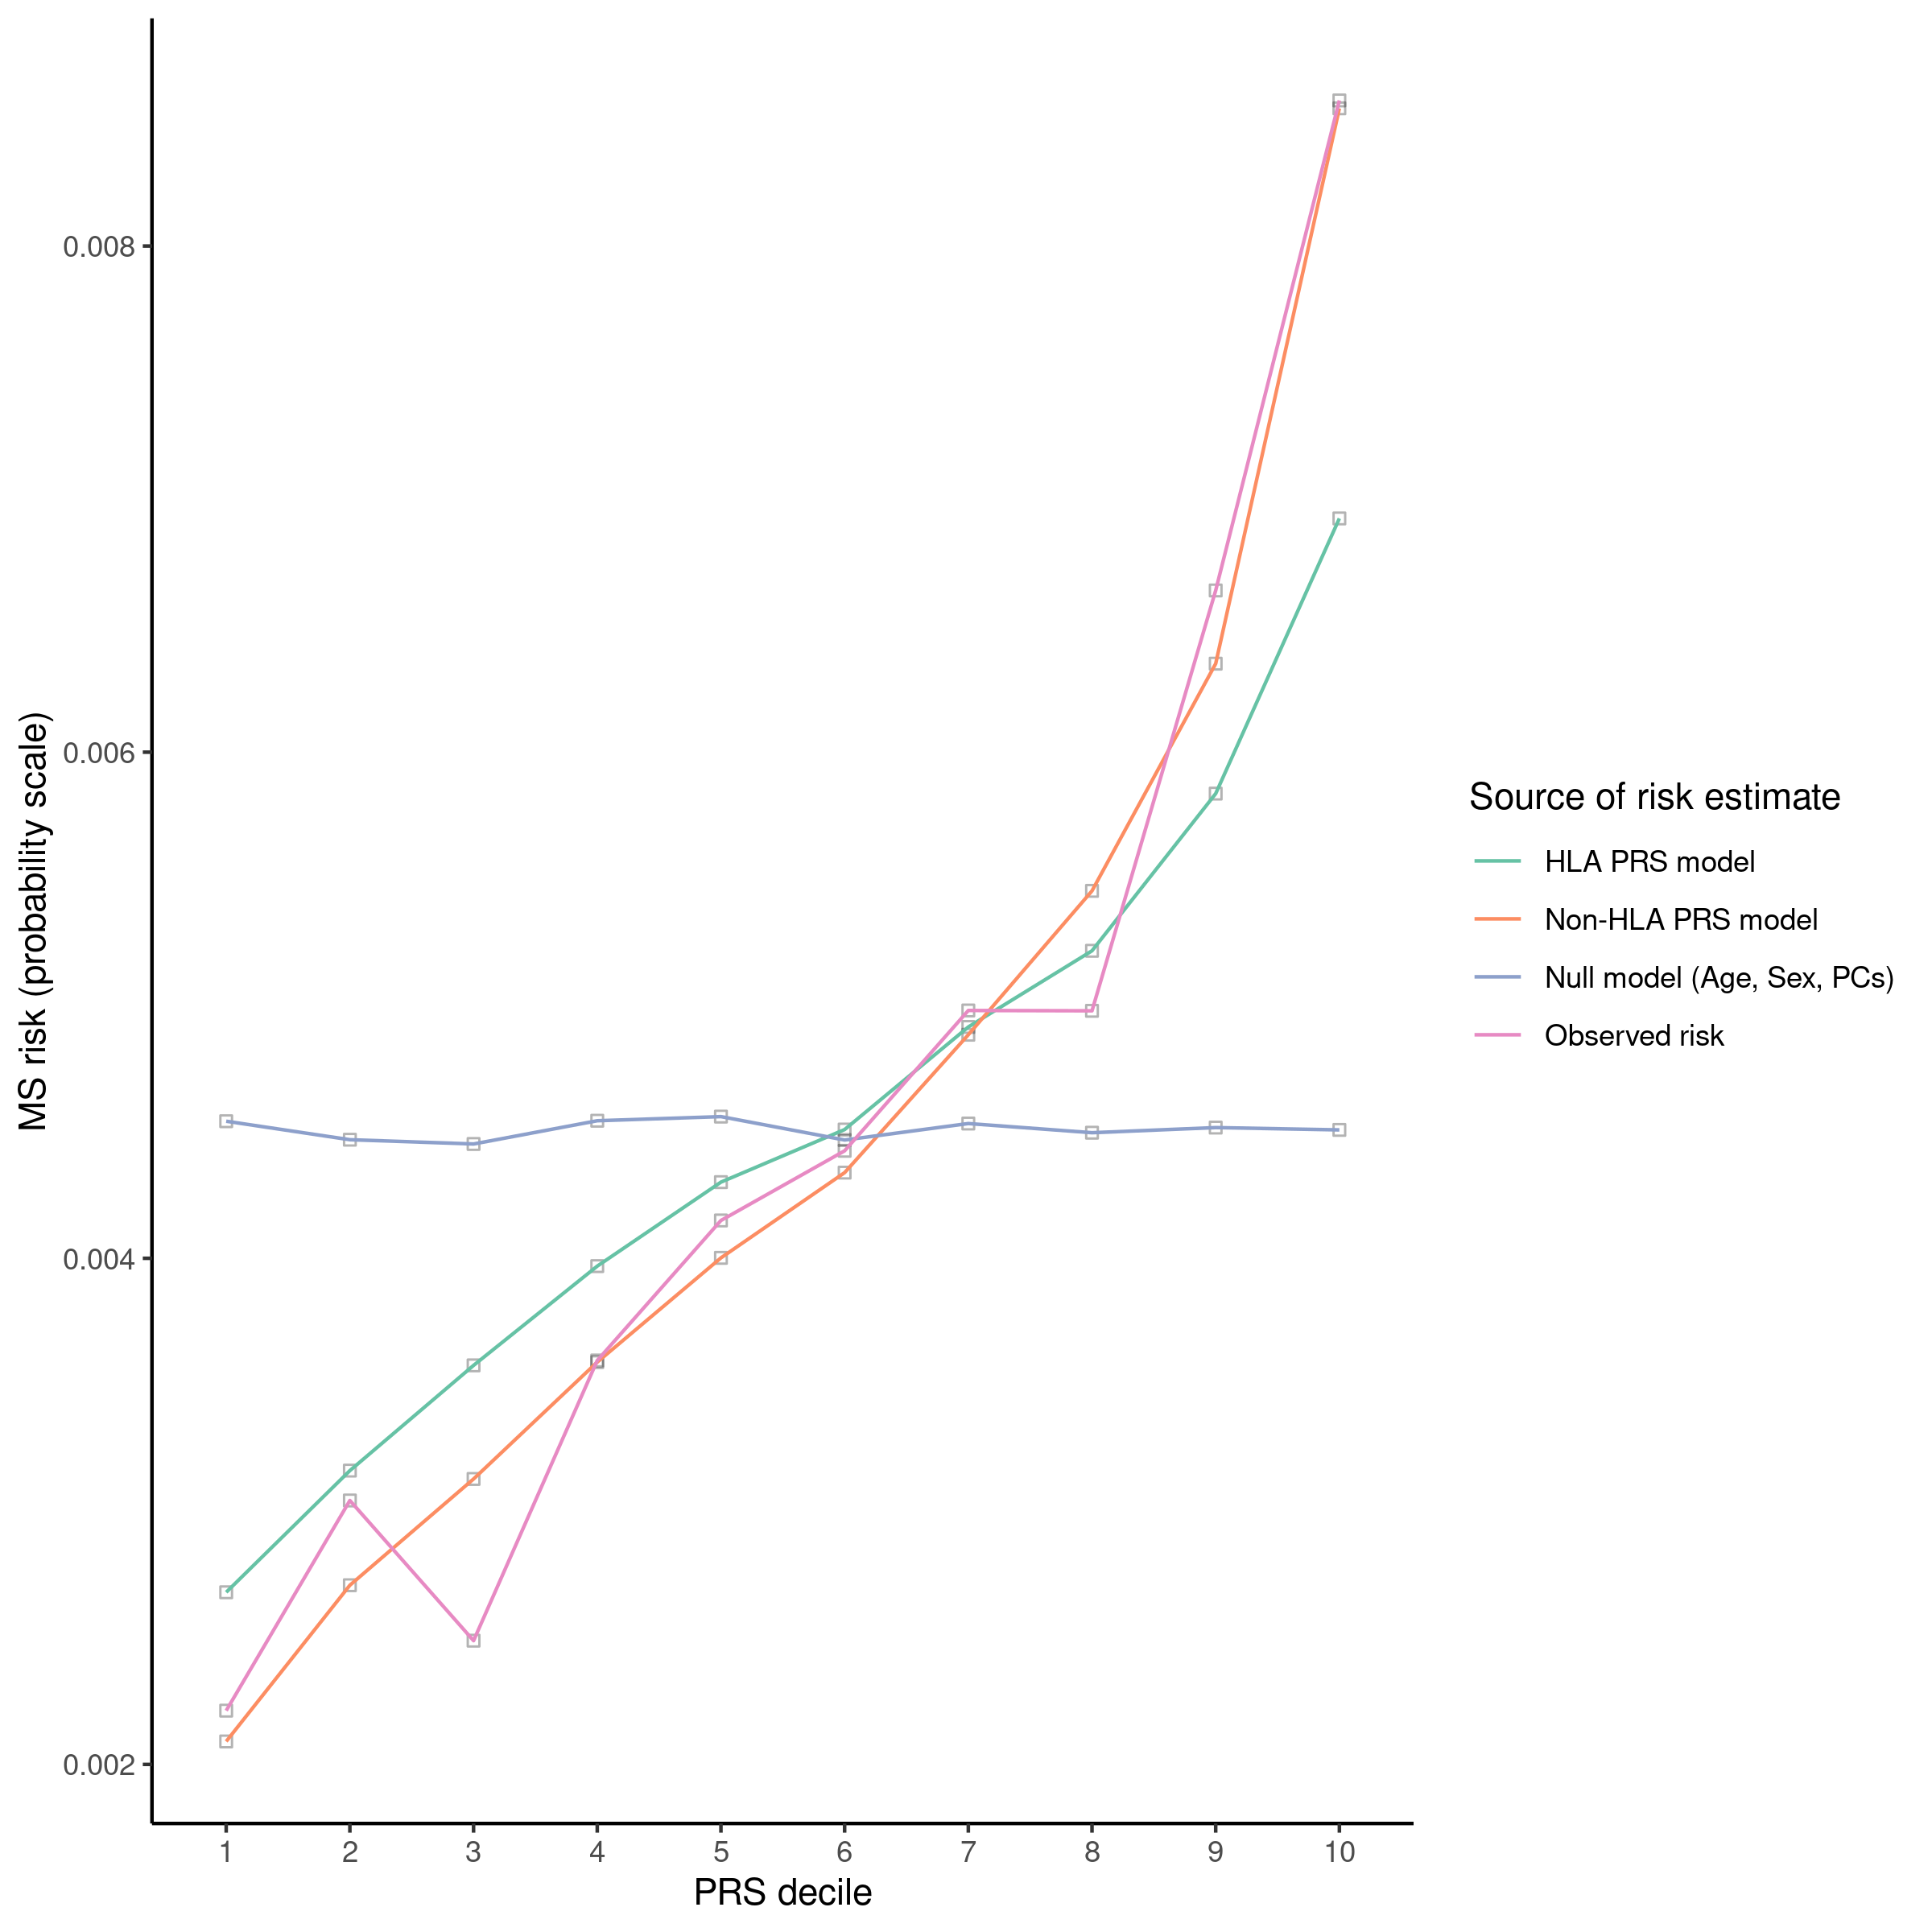 MS risk (probability scale)
0.008
0.006
0.004
0.002
1 2 3 4 5 6 7 8 9 10
PRS decile
Source of risk estimate
HLA PRS model
Non-HLA PRS model
Null model (Age, Sex, PCs)
Observed risk